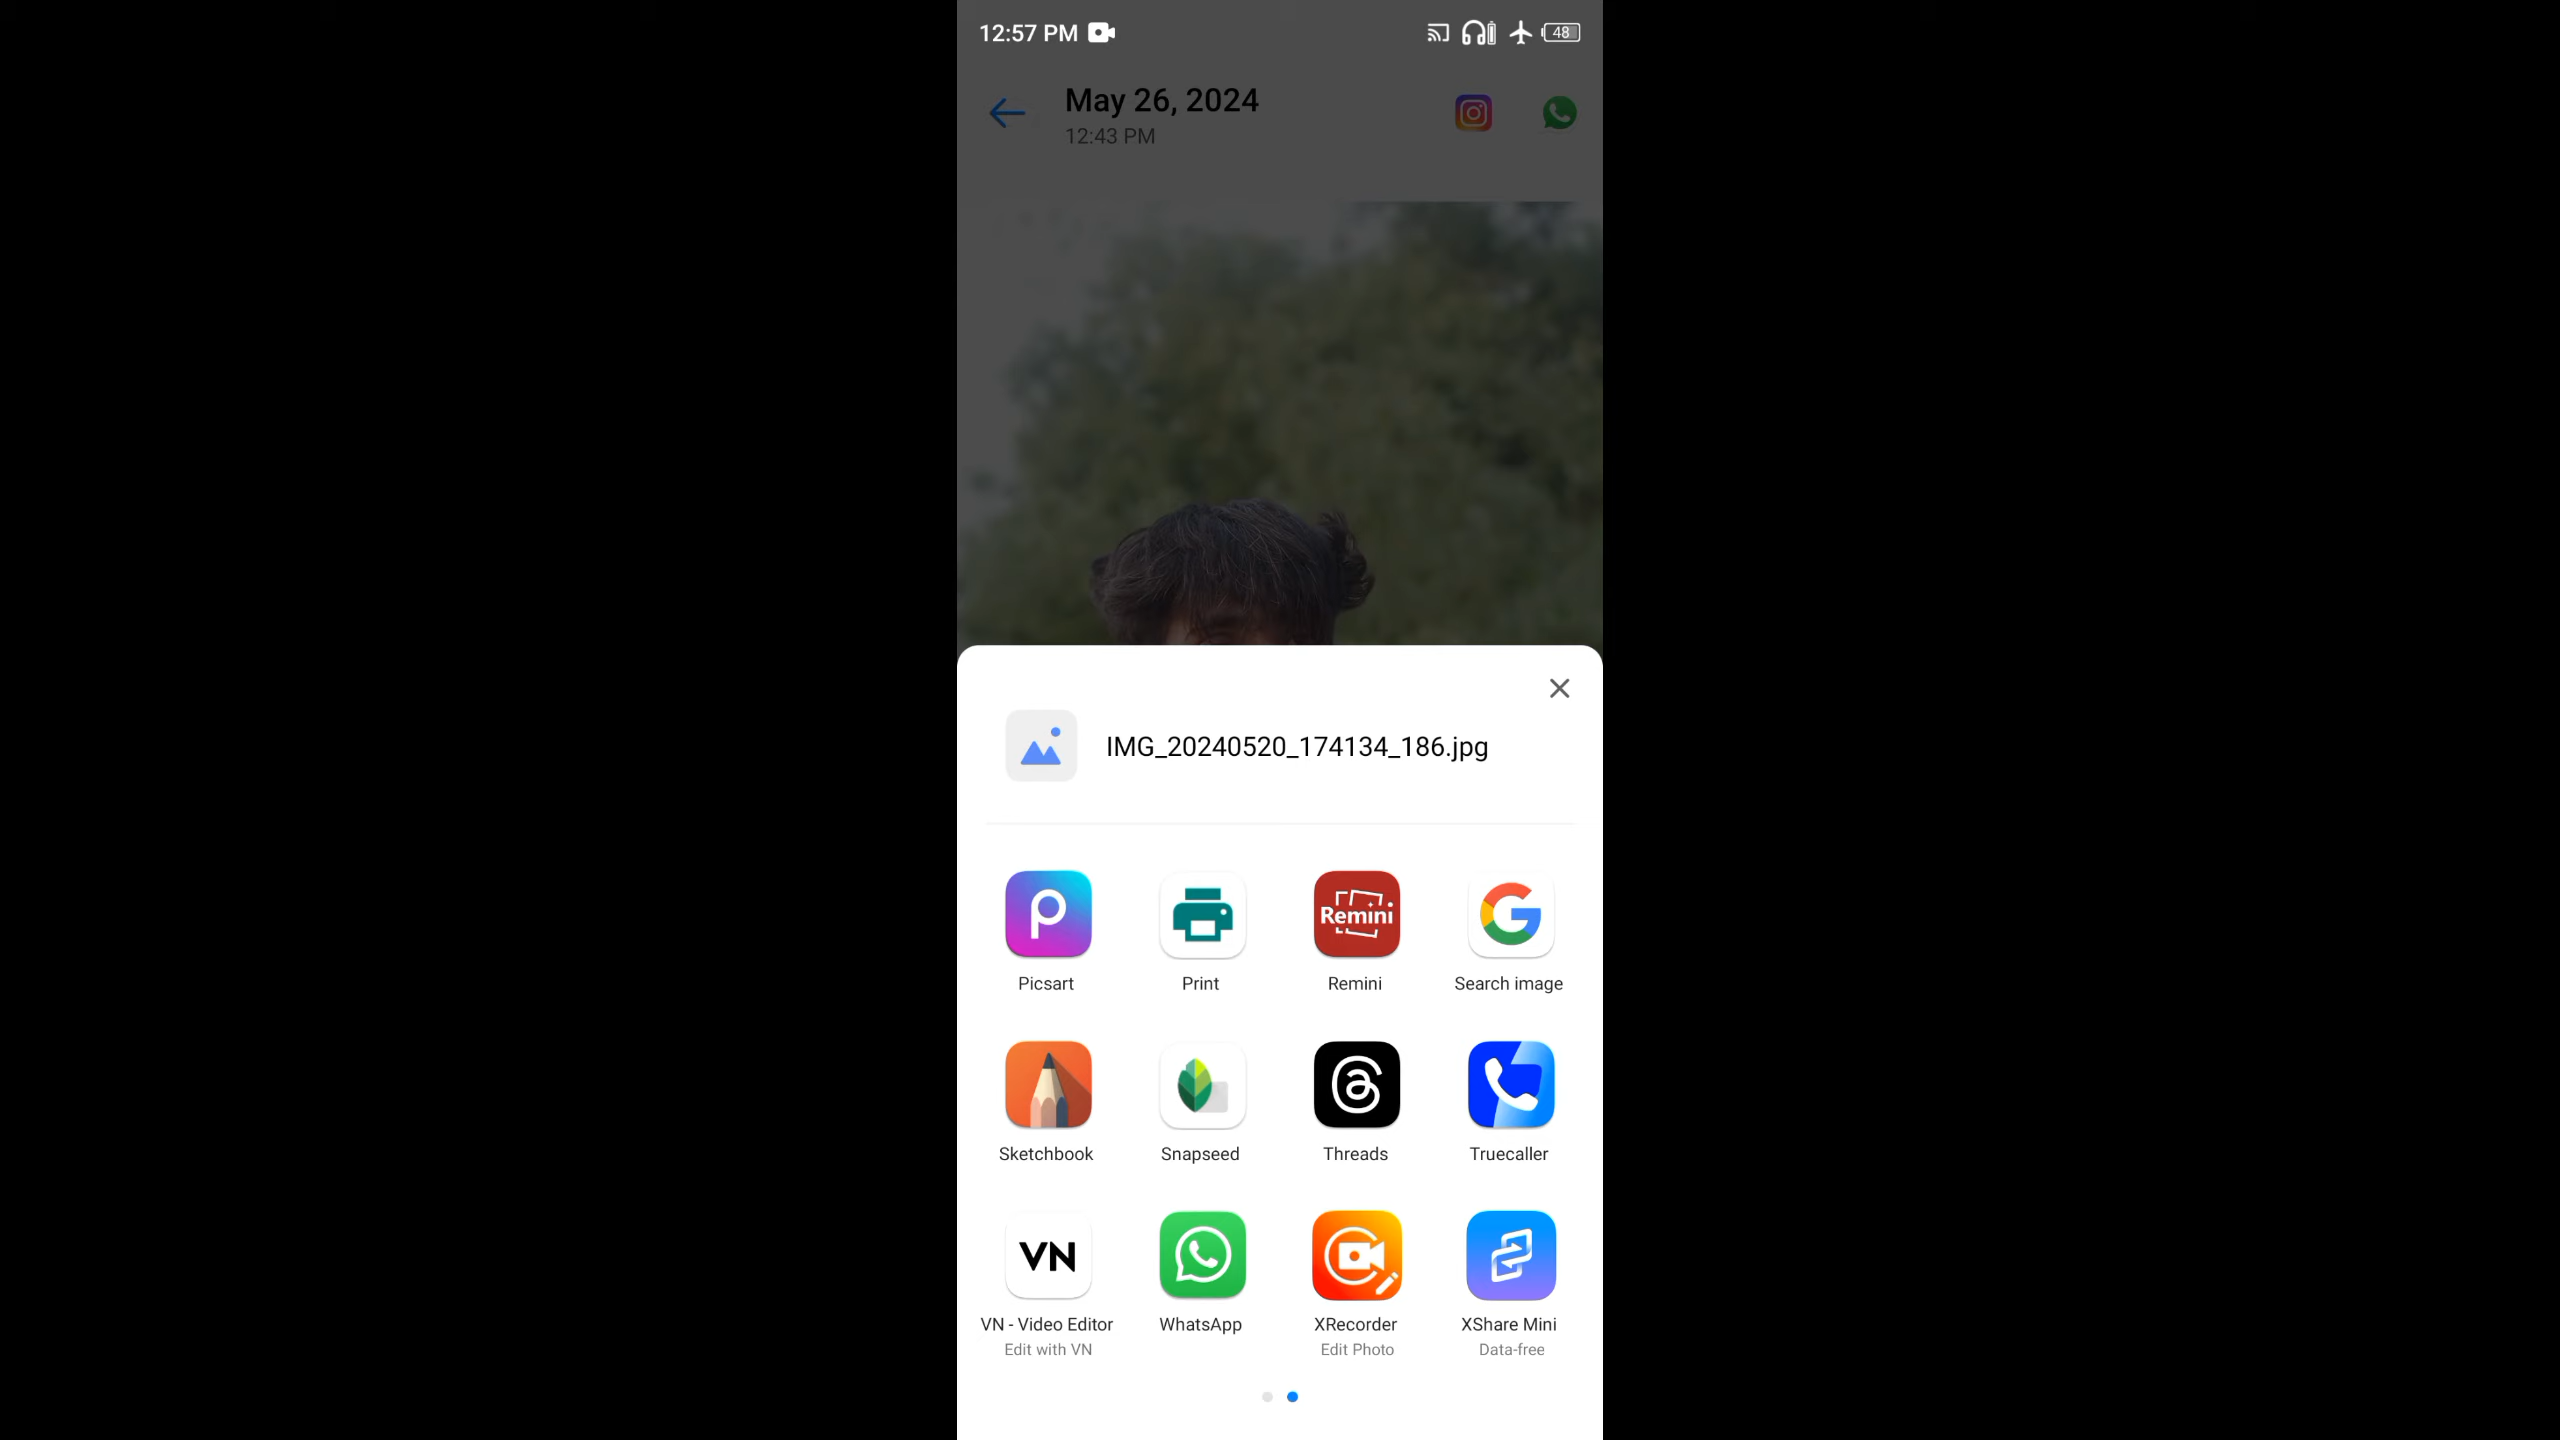 12:57 PM
48
May 26, 2024
12:43 PM
IMG_20240520_174134_186.jpg
Remini
Picsart
Print
Remini
Search image
Sketchbook
Snapseed
Threads
Truecaller
VN
VN - Video Editor
WhatsApp
XRecorder
XShare Mini
Edit with VN
Edit Photo
Data-free